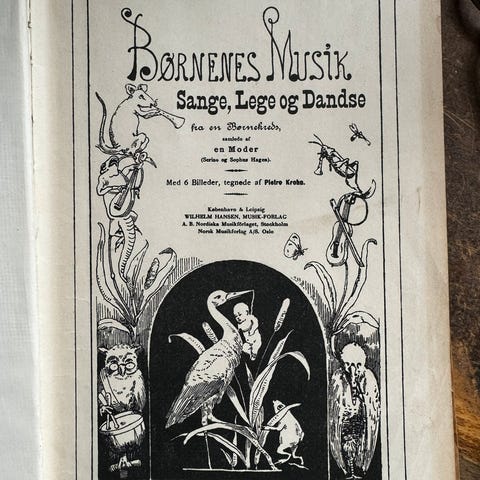 BØRNENES MUSIK
Sange, Lege og Dandse
fra en Børnekreds,
samlede af
en Moder
(Serine og Sophus Hagen).
Med 6 Billeder, tegnede af Pietro Krohn.
København & Leipzig
WILHELM HANSEN, MUSIK-FORLAG
A. B. Nordiska Musikförlaget, Stockholm
Norsk Musikforlag A/S. Oslo